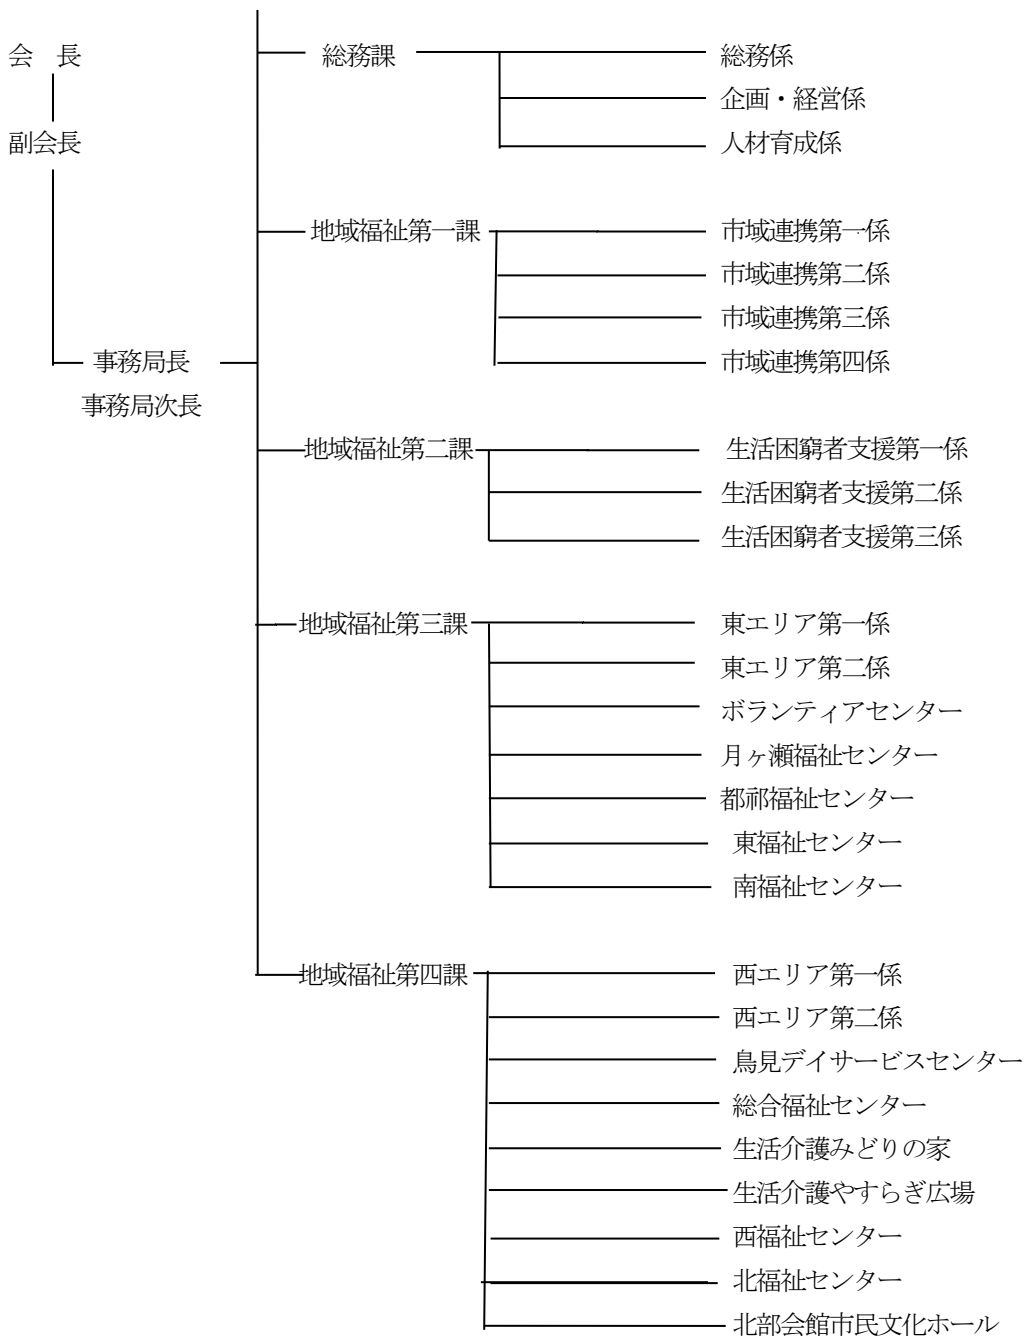 会　長
副会長
事務局長
事務局次長
総務課
総務係
企画・経営係
人材育成係
地域福祉第一課
市域連携第一係
市域連携第二係
市域連携第三係
市域連携第四係
地域福祉第二課
生活困窮者支援第一係
生活困窮者支援第二係
生活困窮者支援第三係
地域福祉第三課
東エリア第一係
東エリア第二係
ボランティアセンター
月ヶ瀬福祉センター
都祁福祉センター
東福祉センター
南福祉センター
地域福祉第四課
西エリア第一係
西エリア第二係
鳥見デイサービスセンター
総合福祉センター
生活介護みどりの家
生活介護やすらぎ広場
西福祉センター
北福祉センター
北部会館市民文化ホール